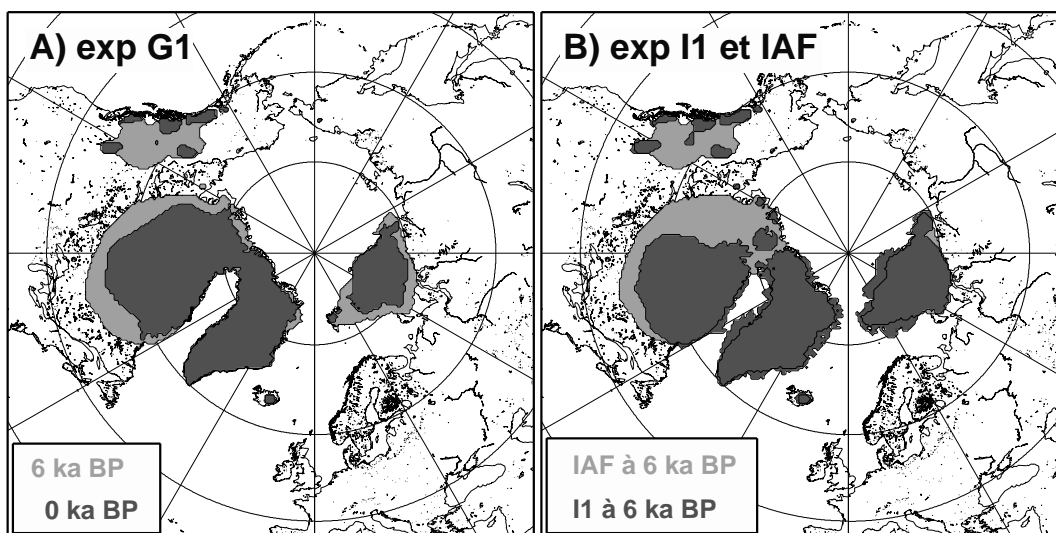 A) exp G1
6 ka BP
0 ka BP
B) exp I1 et IAF
IAF à 6 ka BP
I1 à 6 ka BP